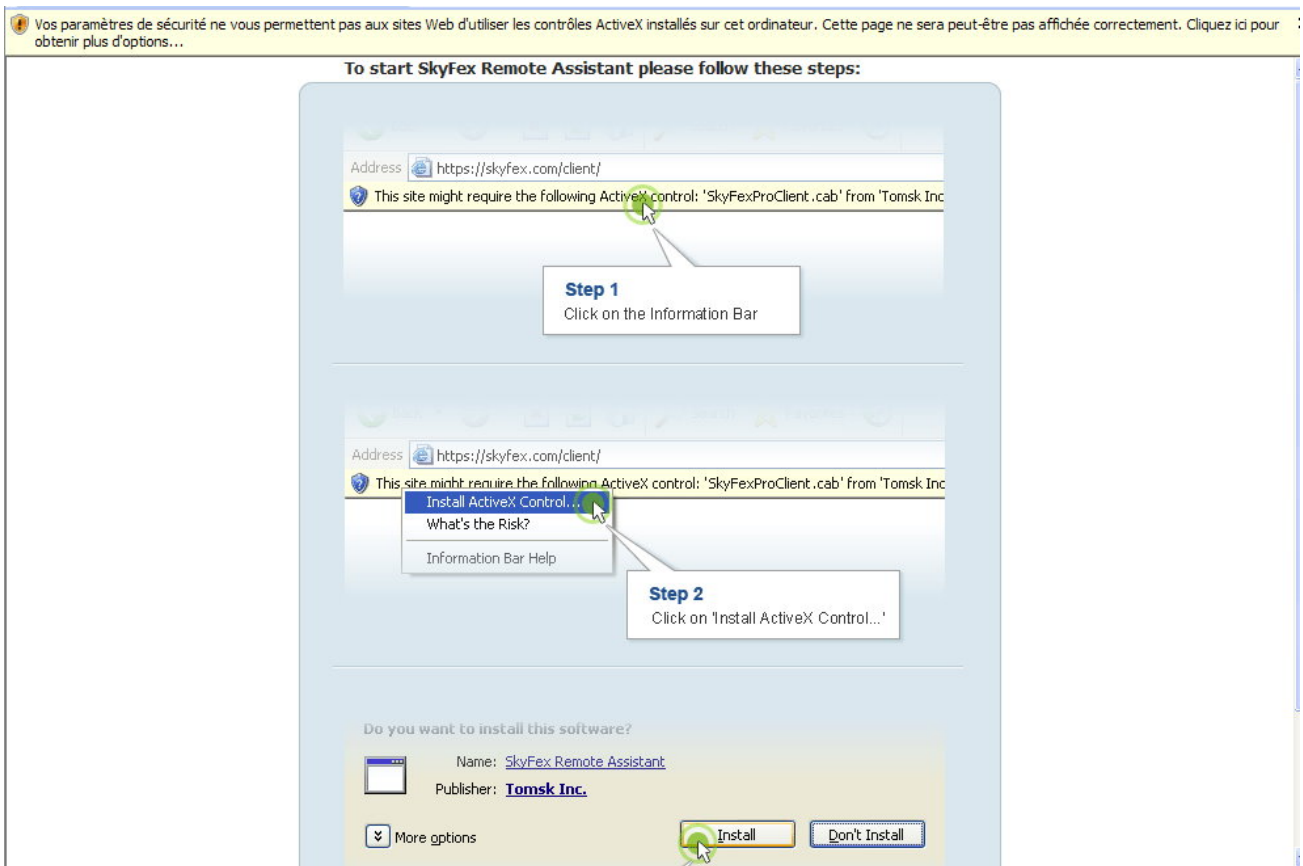 Vos paramètres de sécurité ne vous permettent pas aux sites Web d'utiliser les contrôles ActiveX installés sur cet ordinateur. Cette page ne sera peut-être pas affichée correctement. Cliquez ici pour
obtenir plus d'options...
To start SkyFex Remote Assistant please follow these steps:
Address https://skyfex.com/client/
This site might require the following ActiveX control: 'SkyFexProClient.cab' from 'Tomsk Inc
Step 1
Click on the Information Bar
Address https://skyfex.com/client/
This site might require the following ActiveX control: 'SkyFexProClient.cab' from 'Tomsk Inc
Install ActiveX Control...
What's the Risk?
Information Bar Help
Step 2
Click on 'Install ActiveX Control...'
Do you want to install this software?
Name: SkyFex Remote Assistant
Publisher: Tomsk Inc.
More options Install Don't Install